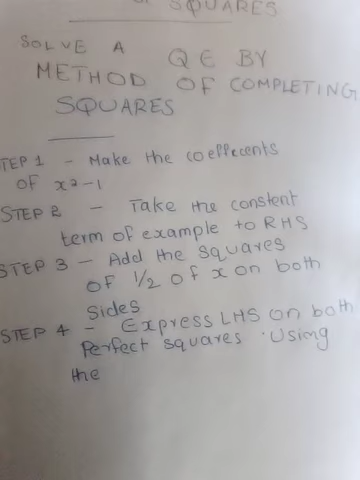 SQUARES
SOLVE A QE BY
METHOD OF COMPLETING
SQUARES
TEP 1 - Make the coefficents
of x2-1
STEP 2 - Take the constent
term of example to RHS
STEP 3 - Add the squares
OF 1/2 OF x on both
sides
STEP 4 - Express LHS on both
Perfect squares . Using
the